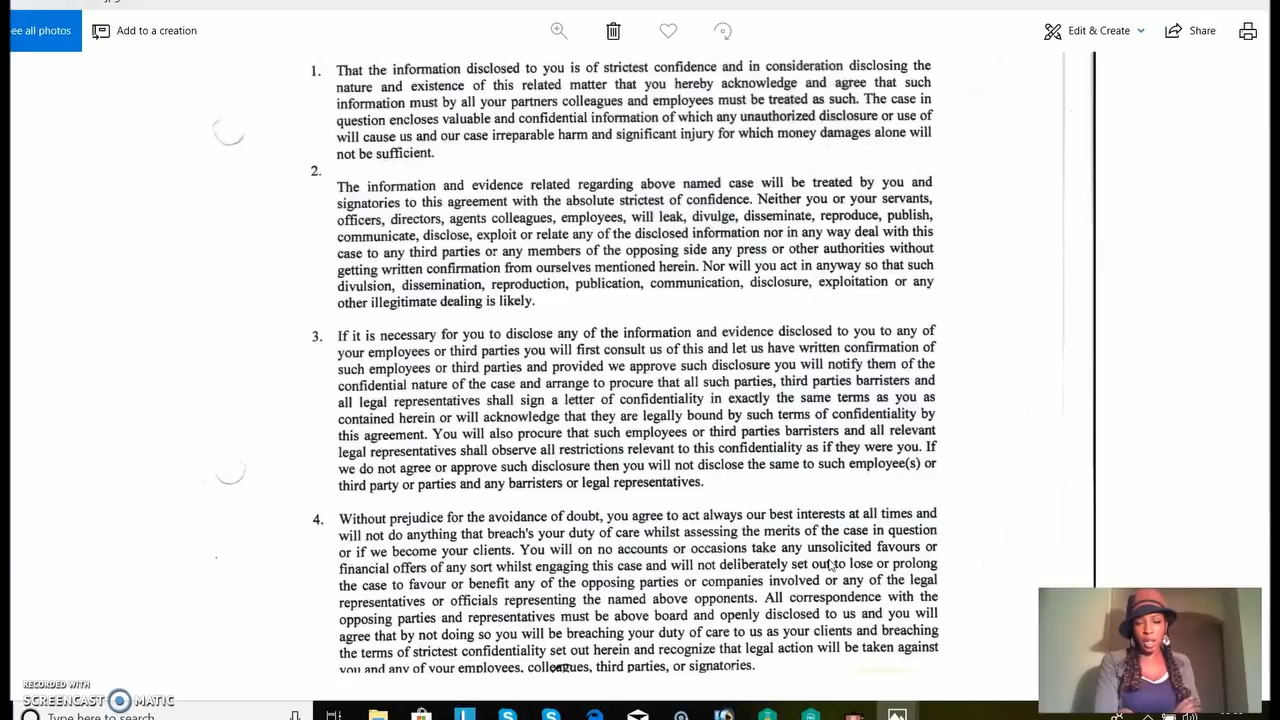 ee all photos
Add to a creation
Edit & Create
Share
1. That the information disclosed to you is of strictest confidence and in consideration disclosing the
nature and existence of this related matter that you hereby acknowledge and agree that such
information must by all your partners colleagues and employees must be treated as such. The case in
question encloses valuable and confidential information of which any unauthorized disclosure or use of
will cause us and our case irreparable harm and significant injury for which money damages alone will
not be sufficient.
2.
The information and evidence related regarding above named case will be treated by you and
signatories to this agreement with the absolute strictest of confidence. Neither you or your servants,
officers, directors, agents colleagues, employees, will leak, divulge, disseminate, reproduce, publish,
communicate, disclose, exploit or relate any of the disclosed information nor in any way deal with this
case to any third parties or any members of the opposing side any press or other authorities without
getting written confirmation from ourselves mentioned herein. Nor will you act in anyway so that such
divulsion, dissemination, reproduction, publication, communication, disclosure, exploitation or any
other illegitimate dealing is likely.
3. If it is necessary for you to disclose any of the information and evidence disclosed to you to any of
your employees or third parties you will first consult us of this and let us have written confirmation of
such employees or third parties and provided we approve such disclosure you will notify them of the
confidential nature of the case and arrange to procure that all such parties, third parties barristers and
all legal representatives shall sign a letter of confidentiality in exactly the same terms as you as
contained herein or will acknowledge that they are legally bound by such terms of confidentiality by
this agreement. You will also procure that such employees or third parties barristers and all relevant
legal representatives shall observe all restrictions relevant to this confidentiality as if they were you. If
we do not agree or approve such disclosure then you will not disclose the same to such employee(s) or
third party or parties and any barristers or legal representatives.
4. Without prejudice for the avoidance of doubt, you agree to act always our best interests at all times and
will not do anything that breach's your duty of care whilst assessing the merits of the case in question
or if we become your clients. You will on no accounts or occasions take any unsolicited favours or
financial offers of any sort whilst engaging this case and will not deliberately set out to lose or prolong
the case to favour or benefit any of the opposing parties or companies involved or any of the legal
representatives or officials representing the named above opponents. All correspondence with the
opposing parties and representatives must be above board and openly disclosed to us and you will
agree that by not doing so you will be breaching your duty of care to us as your clients and breaching
the terms of strictest confidentiality set out herein and recognize that legal action will be taken against
you and any of your employees, colleagues, third parties, or signatories.
RECORDED WITH
SCREENCAST MATIC
Type here to search